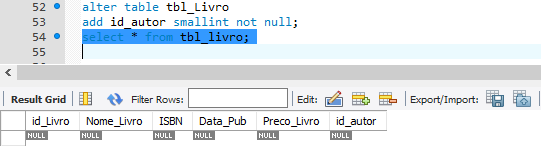 52 alter table tbl_Livro
53 add id_autor smallint not null;
54 select * from tbl_livro;
55
Result Grid Filter Rows: Edit: Export/Import:
id_Livro Nome_Livro ISBN Data_Pub Preco_Livro id_autor
NULL NULL NULL NULL NULL NULL